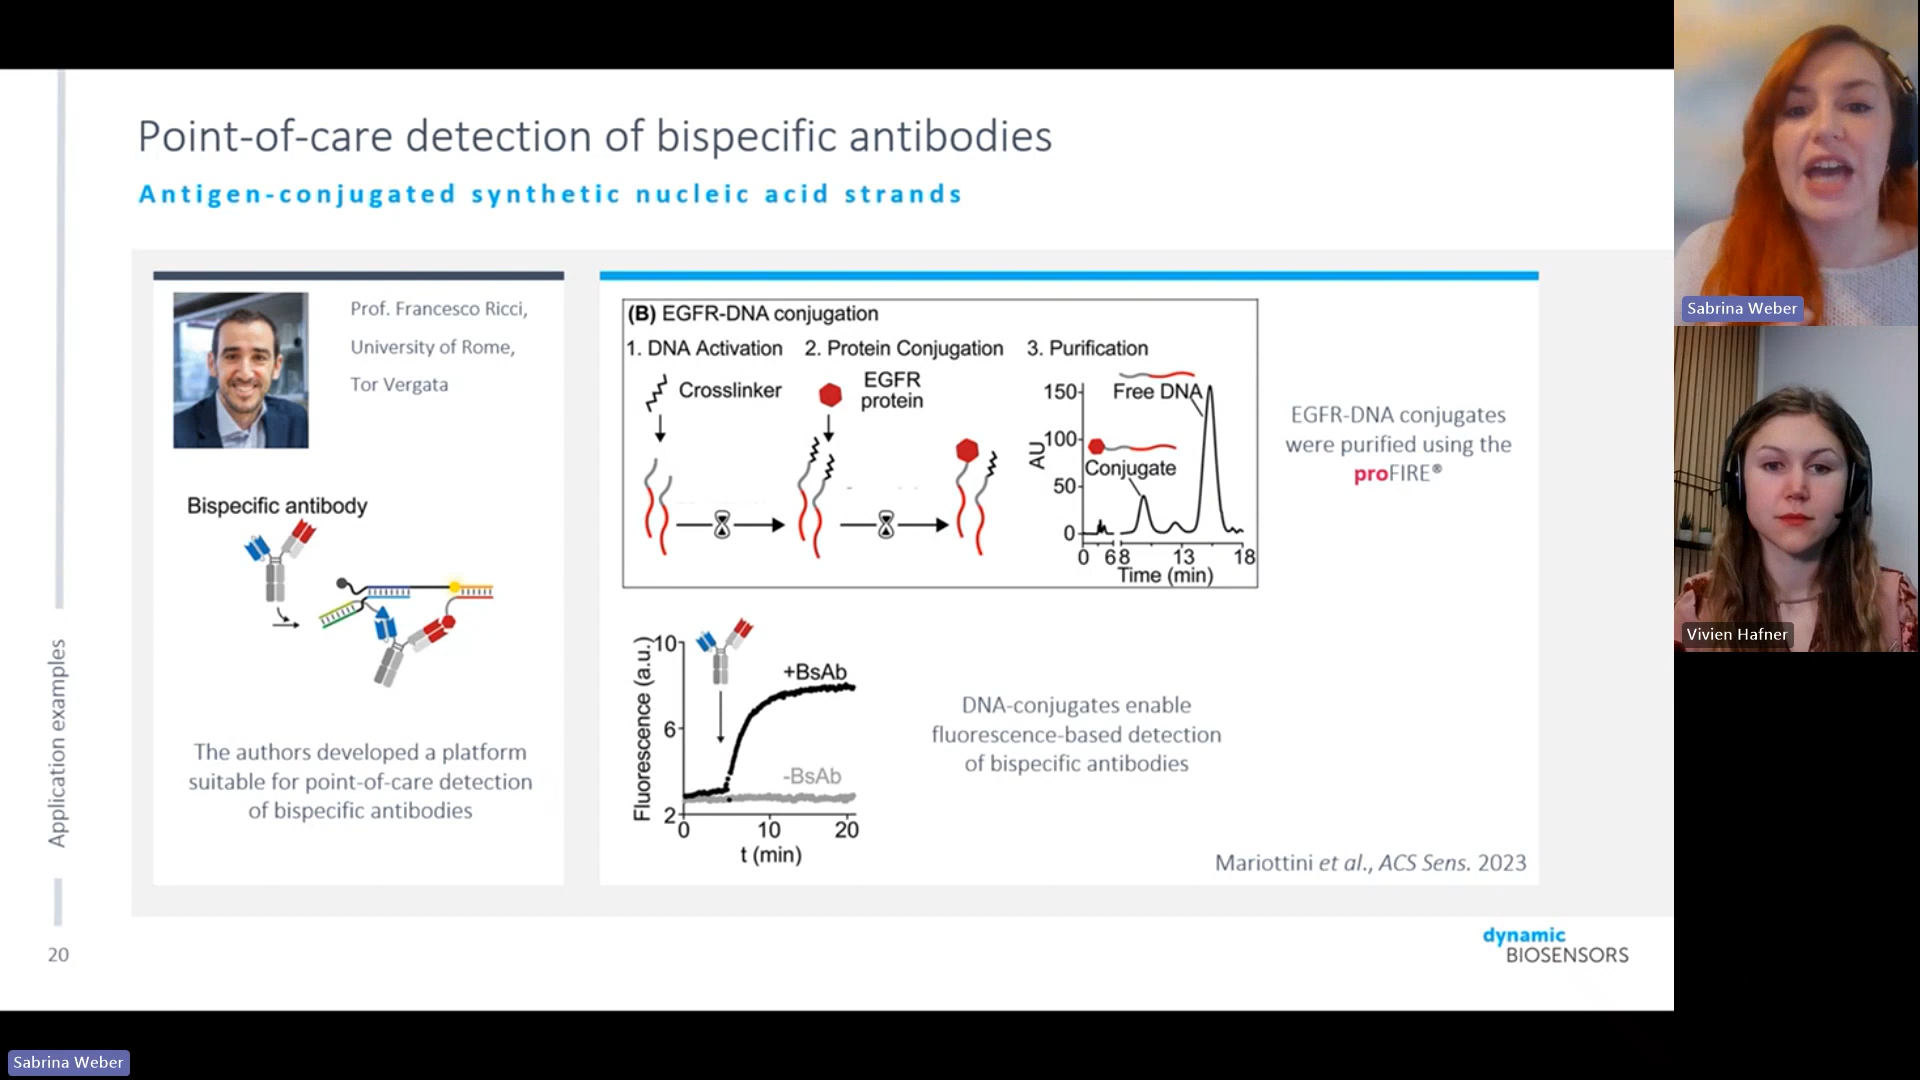 Point-of-care detection of bispecific antibodies
Antigen-conjugated synthetic nucleic acid strands
Prof. Francesco Ricci,
University of Rome,
Tor Vergata
Bispecific antibody
The authors developed a platform
suitable for point-of-care detection
of bispecific antibodies
(B) EGFR-DNA conjugation
1. DNA Activation
2. Protein Conjugation
3. Purification
Crosslinker
EGFR
protein
Free DNA
Conjugate
AU
150
100
50
0
0 6 8 13 18
Time (min)
EGFR-DNA conjugates
were purified using the
proFIRE®
Fluorescence (a.u.)
10
6
2
+BsAb
-BsAb
0 10 20
t (min)
DNA-conjugates enable
fluorescence-based detection
of bispecific antibodies
Mariottini et al., ACS Sens. 2023
Application examples
20
dynamic
BIOSENSORS
Sabrina Weber
Vivien Hafner
Sabrina Weber